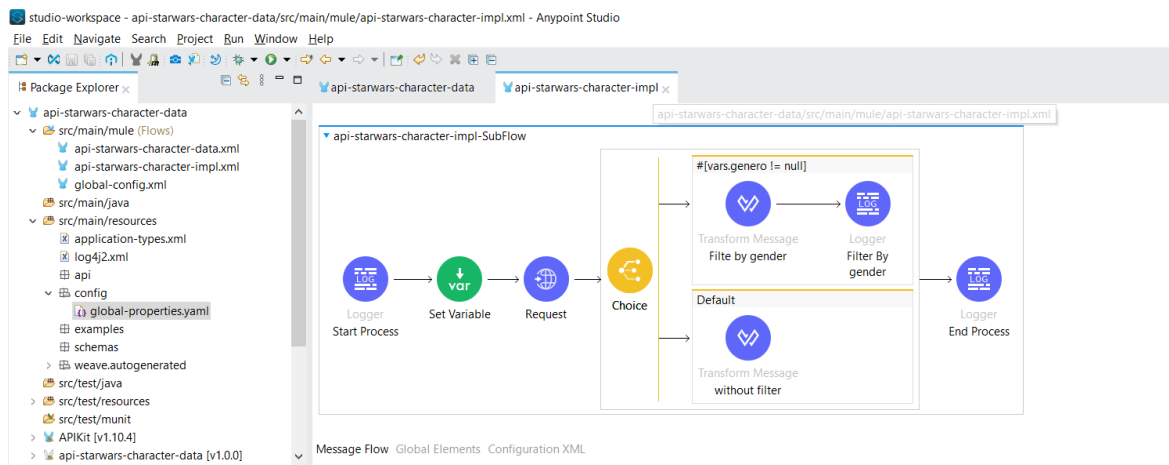 studio-workspace - api-starwars-character-data/src/main/mule/api-starwars-character-impl.xml - Anypoint Studio
File Edit Navigate Search Project Run Window Help
Package Explorer
api-starwars-character-data
src/main/mule (Flows)
api-starwars-character-data.xml
api-starwars-character-impl.xml
global-config.xml
src/main/java
src/main/resources
application-types.xml
log4j2.xml
api
config
global-properties.yaml
examples
schemas
weave.autogenerated
src/test/java
src/test/resources
src/test/munit
APIKit [v1.10.4]
api-starwars-character-data [v1.0.0]
api-starwars-character-data
api-starwars-character-impl
api-starwars-character-data/src/main/mule/api-starwars-character-impl.xml
api-starwars-character-impl-SubFlow
LOG
Logger
Start Process
var
Set Variable
Request
Choice
#[vars.genero != null]
Transform Message
Filte by gender
LOG
Logger
Filter By
gender
Default
Transform Message
without filter
LOG
Logger
End Process
Message Flow Global Elements Configuration XML